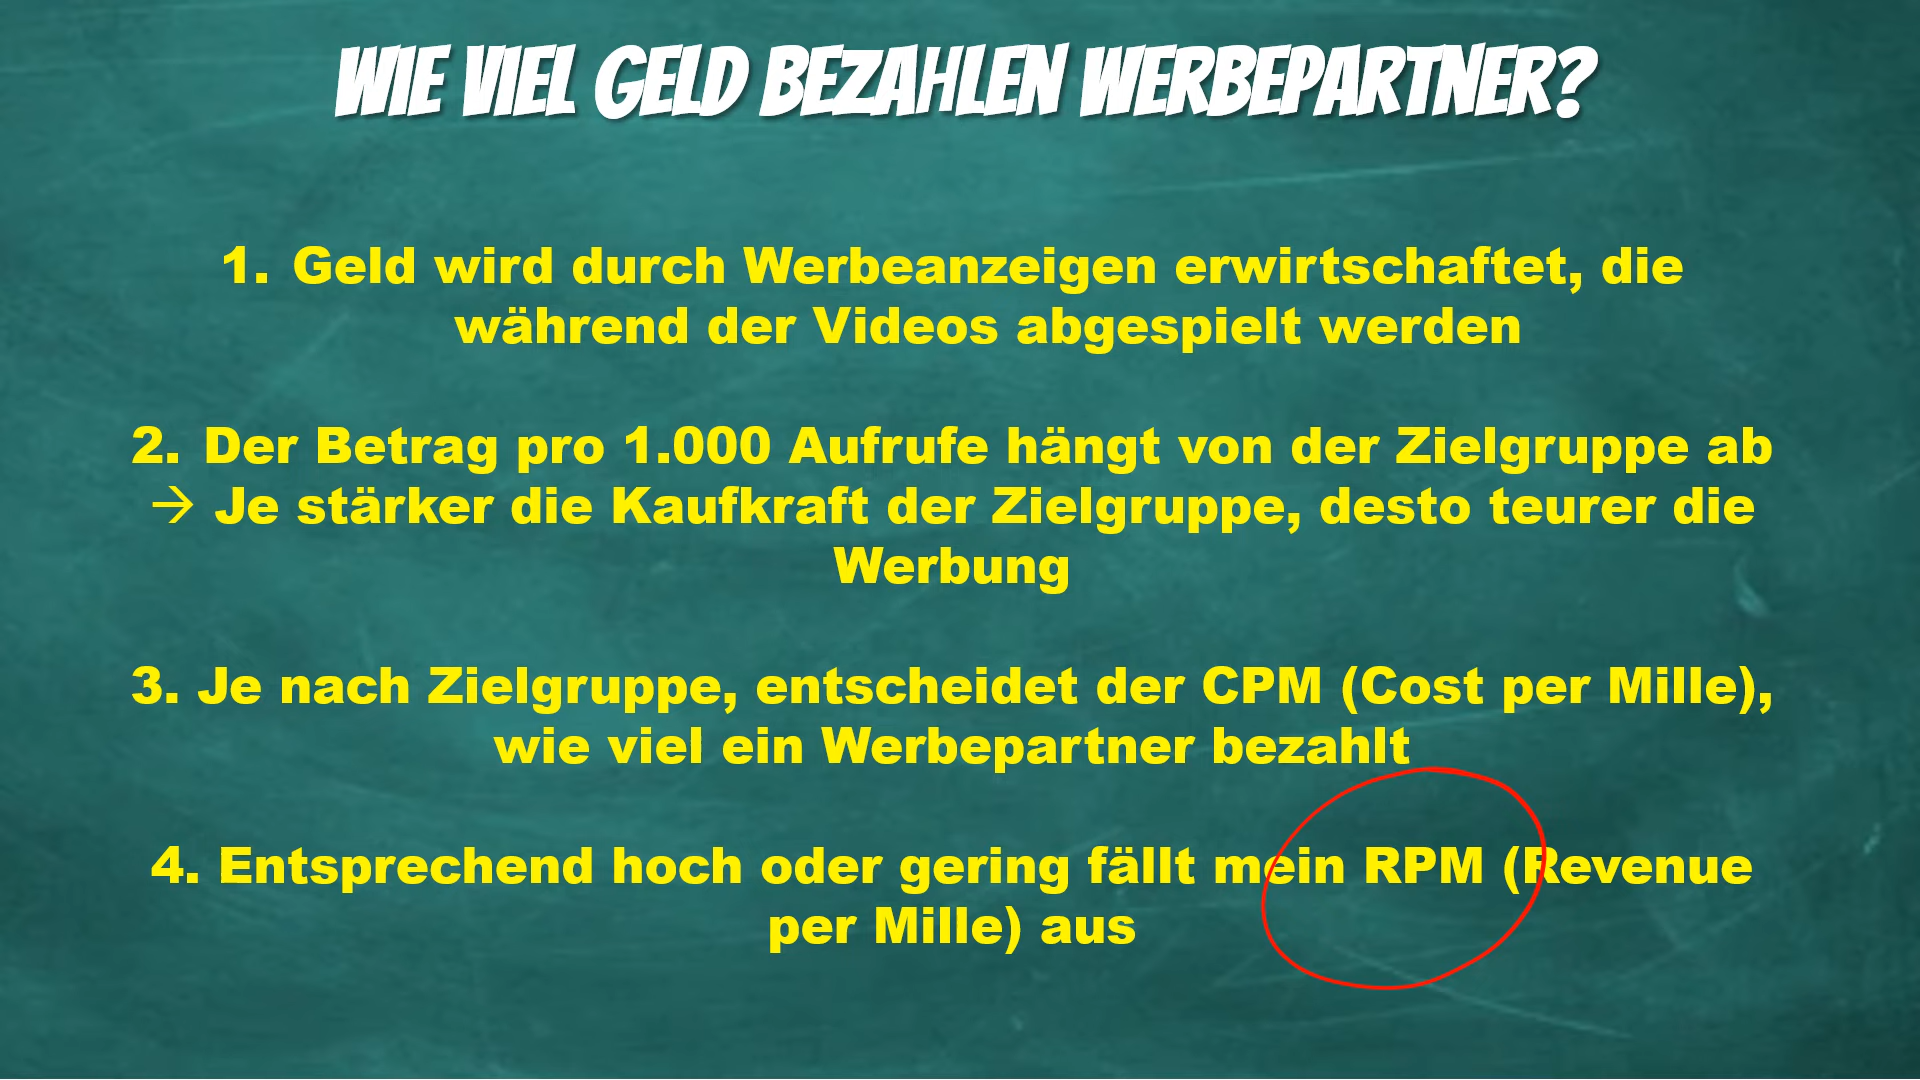 WIE VIEL GELD BEZAHLEN WERBEPARTNER?
1. Geld wird durch Werbeanzeigen erwirtschaftet, die
während der Videos abgespielt werden
2. Der Betrag pro 1.000 Aufrufe hängt von der Zielgruppe ab
→ Je stärker die Kaufkraft der Zielgruppe, desto teurer die
Werbung
3. Je nach Zielgruppe, entscheidet der CPM (Cost per Mille),
wie viel ein Werbepartner bezahlt
4. Entsprechend hoch oder gering fällt mein RPM (Revenue
per Mille) aus